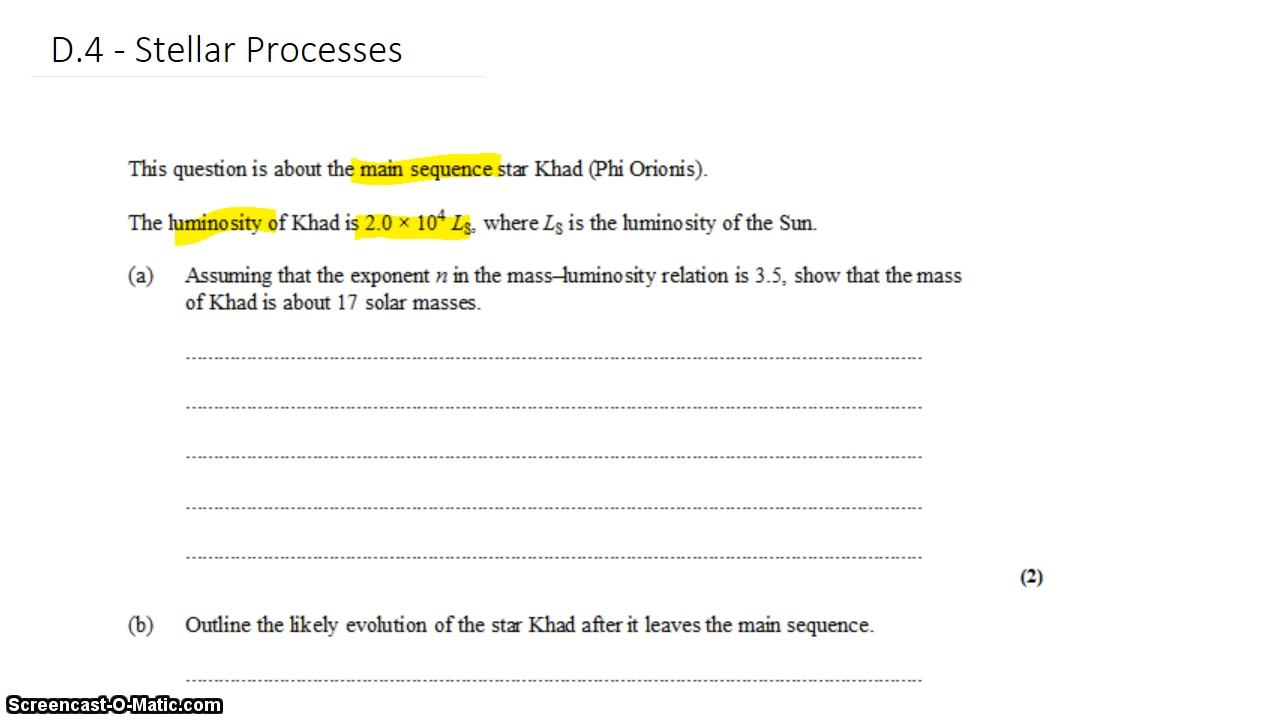 D.4 - Stellar Processes
This question is about the main sequence star Khad (Phi Orionis).
The luminosity of Khad is 2.0 × 10⁴ Lₛ, where Lₛ is the luminosity of the Sun.
(a) Assuming that the exponent n in the mass–luminosity relation is 3.5, show that the mass
of Khad is about 17 solar masses.
(2)
(b) Outline the likely evolution of the star Khad after it leaves the main sequence.
Screencast-O-Matic.com